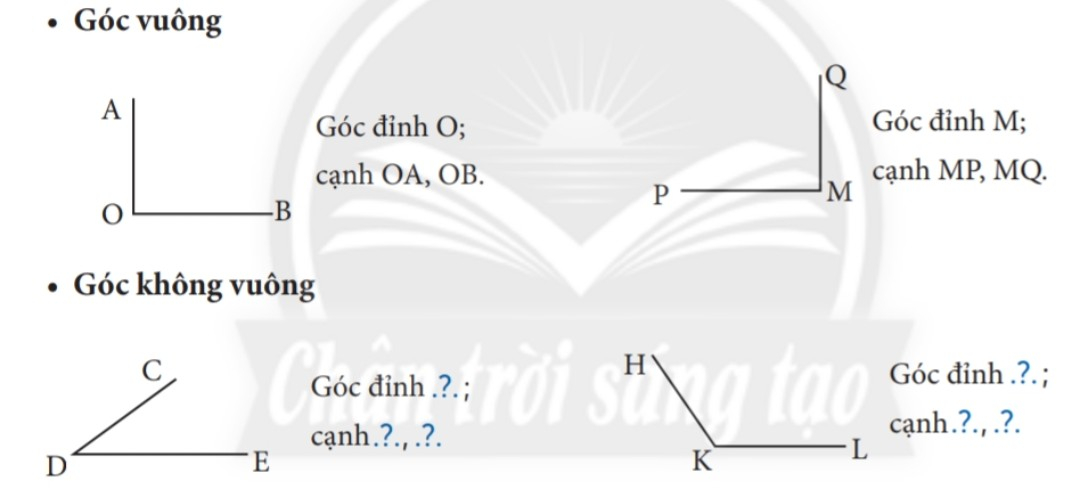 • Góc vuông
A
O
B
Góc đỉnh O;
cạnh OA, OB.
Q
P
M
Góc đỉnh M;
cạnh MP, MQ.
• Góc không vuông
Chân trời sáng tạo
C
D
E
Góc đỉnh .?.;
cạnh.?., .?.
H
K
L
Góc đỉnh .?.;
cạnh.?., .?.